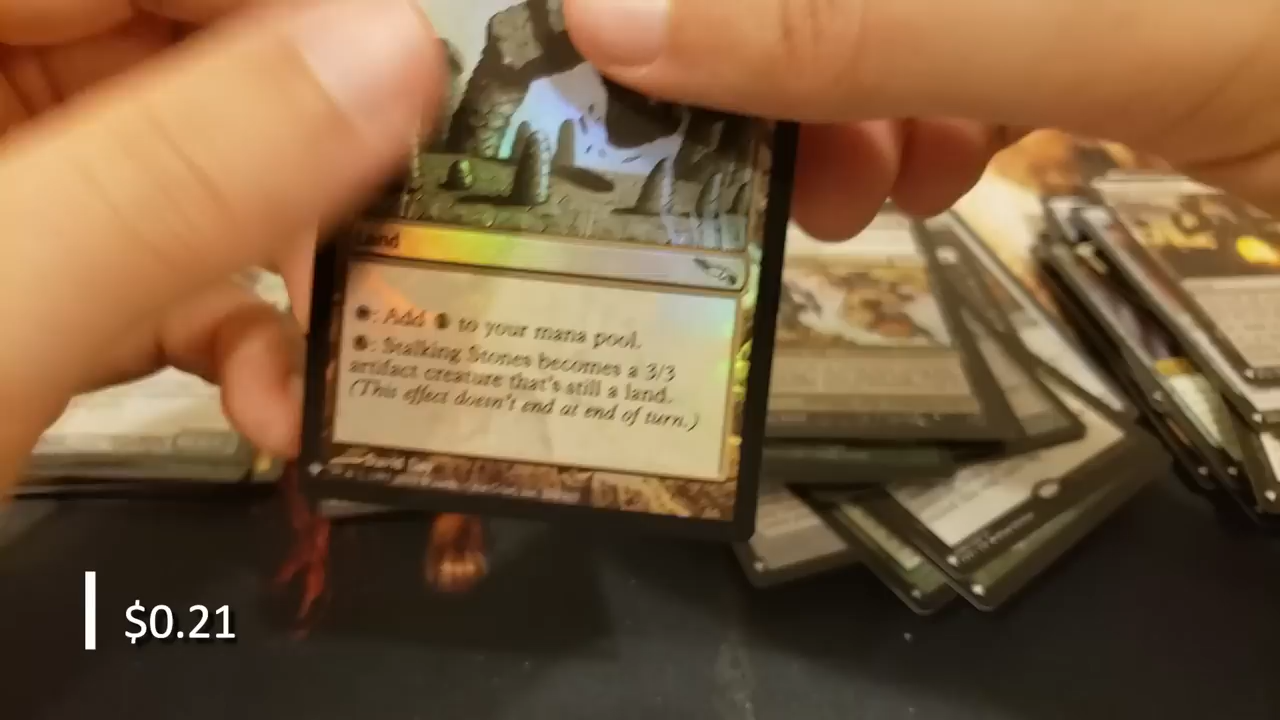 Land
: Add to your mana pool.
: Stalking Stones becomes a 3/3
artifact creature that's still a land.
(This effect doesn't end at end of turn.)
$0.21